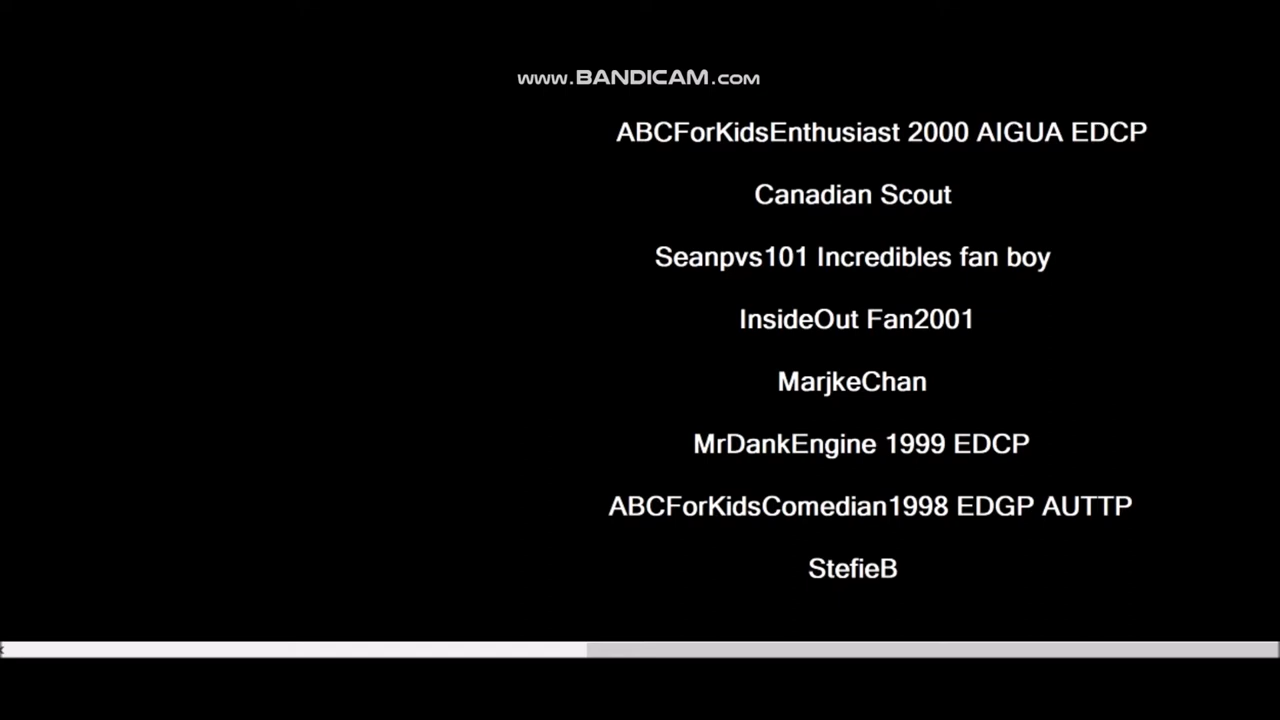 www.BANDICAM.com
ABCForKidsEnthusiast 2000 AIGUA EDCP
Canadian Scout
Seanpvs101 Incredibles fan boy
InsideOut Fan2001
MarjkeChan
MrDankEngine 1999 EDCP
ABCForKidsComedian1998 EDGP AUTTP
StefieB